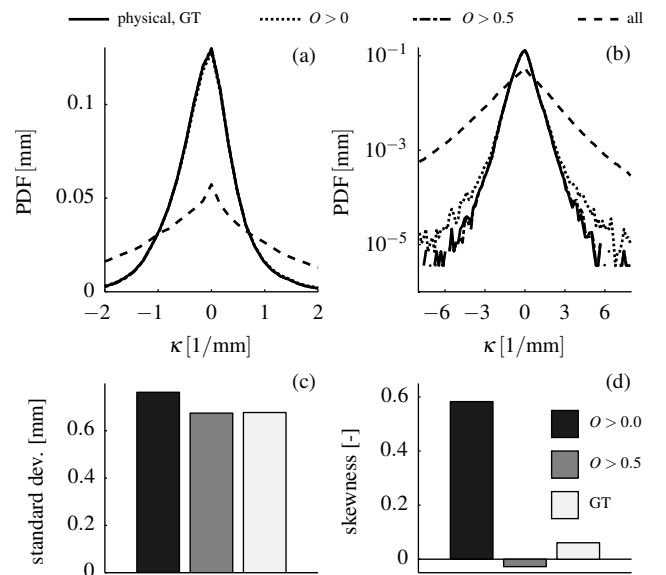 physical, GT O > 0 O > 0.5 all
(a)
PDF [mm]
0.1
0.05
0
−2 −1 0 1 2
κ [1/mm]
(b)
PDF [mm]
10⁻¹
10⁻³
10⁻⁵
−6 −3 0 3 6
κ [1/mm]
(c)
standard dev. [mm]
0.6
0.4
0.2
0
(d)
skewness [-]
0.6
0.4
0.2
0
O > 0.0
O > 0.5
GT